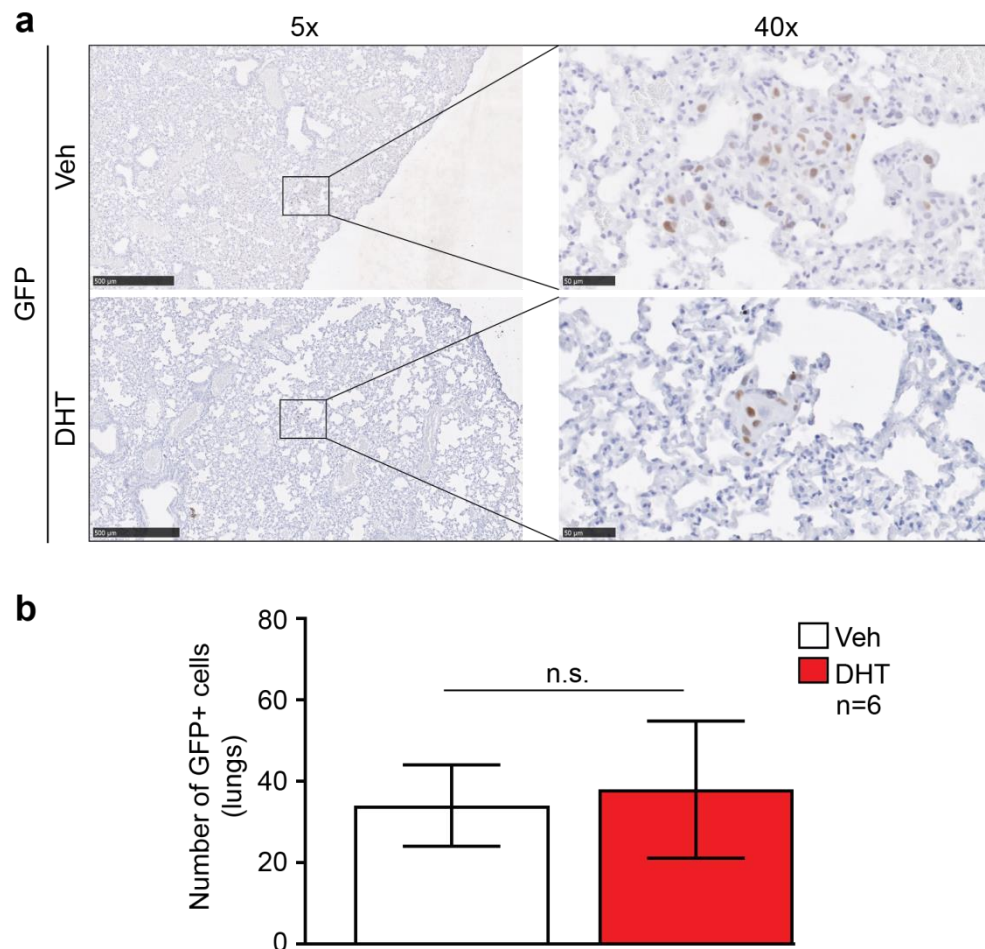 a
5x
40x
GFP
Veh
500 µm
50 µm
DHT
500 µm
50 µm
b
Number of GFP+ cells
(lungs)
80
60
40
20
0
n.s.
Veh
DHT
n=6